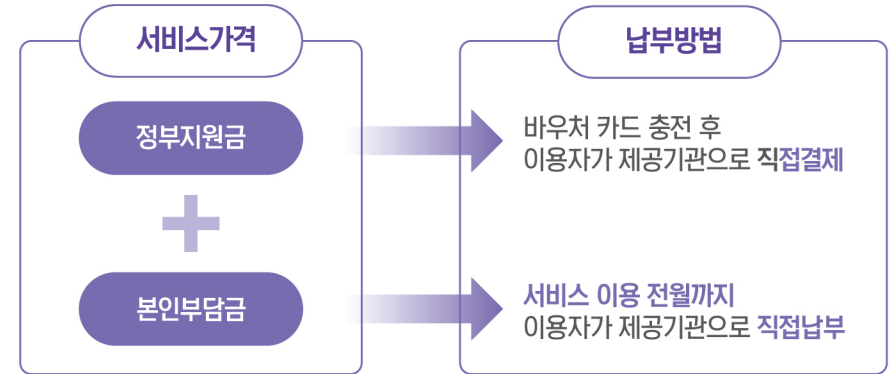 서비스가격
납부방법
정부지원금
바우처 카드 충전 후
이용자가 제공기관으로 직접결제
+
본인부담금
서비스 이용 전월까지
이용자가 제공기관으로 직접납부